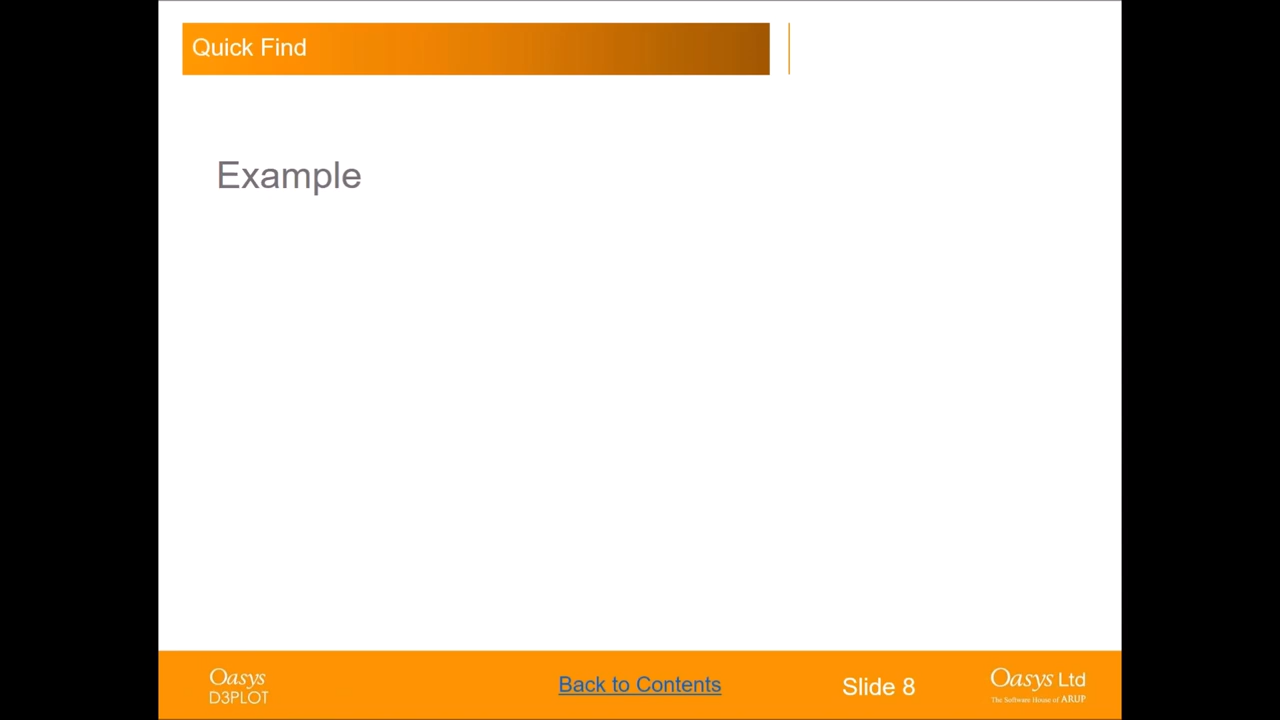 Quick Find
Example
Oasys
D3PLOT
Back to Contents
Slide 8
Oasys Ltd
The Software House of ARUP